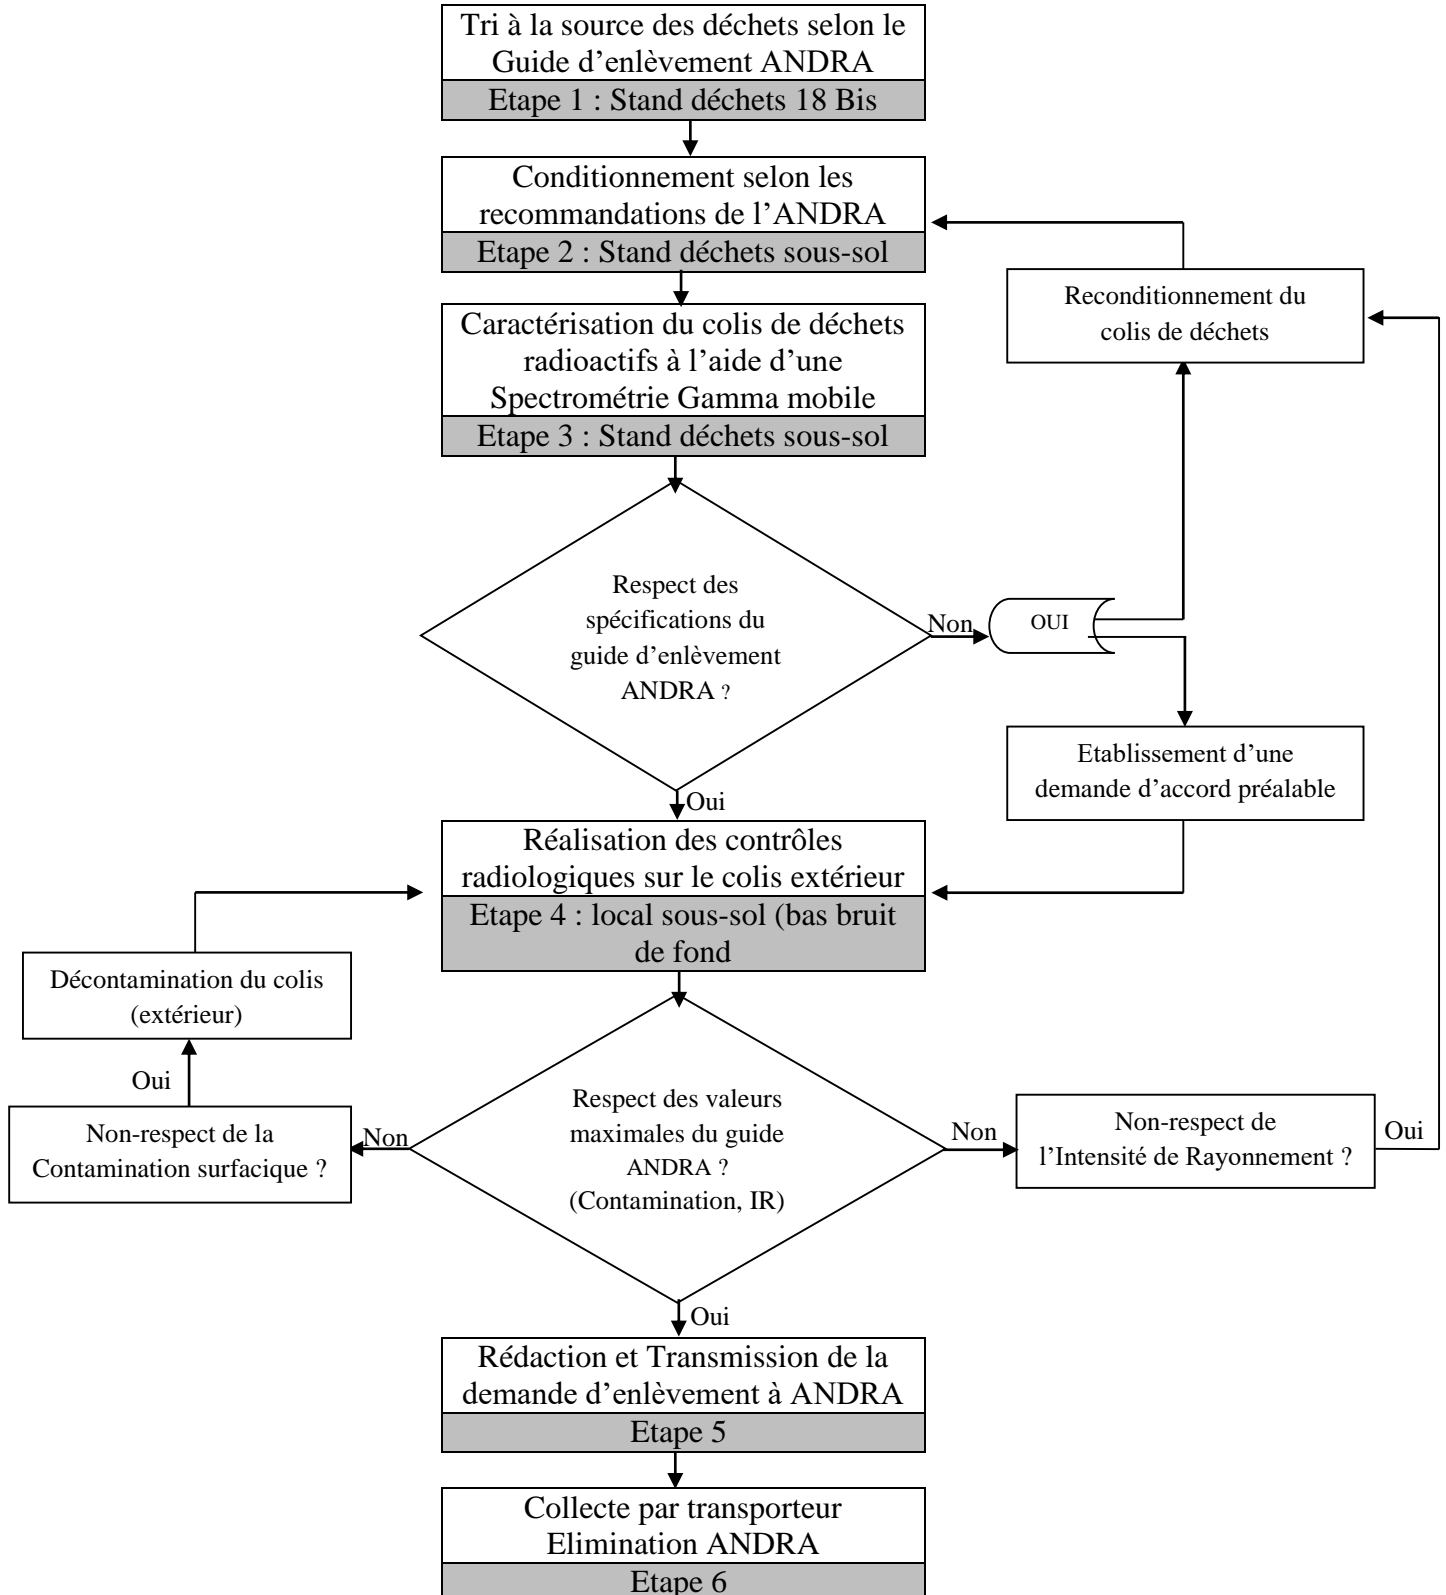 Tri à la source des déchets selon le
Guide d’enlèvement ANDRA
Etape 1 : Stand déchets 18 Bis
Conditionnement selon les
recommandations de l’ANDRA
Etape 2 : Stand déchets sous-sol
Reconditionnement du
colis de déchets
Caractérisation du colis de déchets
radioactifs à l’aide d’une
Spectrométrie Gamma mobile
Etape 3 : Stand déchets sous-sol
Respect des
spécifications du
guide d’enlèvement
ANDRA ?
Non
OUI
Etablissement d’une
demande d’accord préalable
Oui
Réalisation des contrôles
radiologiques sur le colis extérieur
Etape 4 : local sous-sol (bas bruit
de fond
Décontamination du colis
(extérieur)
Oui
Non-respect de la
Contamination surfacique ?
Non
Respect des valeurs
maximales du guide
ANDRA ?
(Contamination, IR)
Non
Non-respect de
l’Intensité de Rayonnement ?
Oui
Oui
Rédaction et Transmission de la
demande d’enlèvement à ANDRA
Etape 5
Collecte par transporteur
Elimination ANDRA
Etape 6